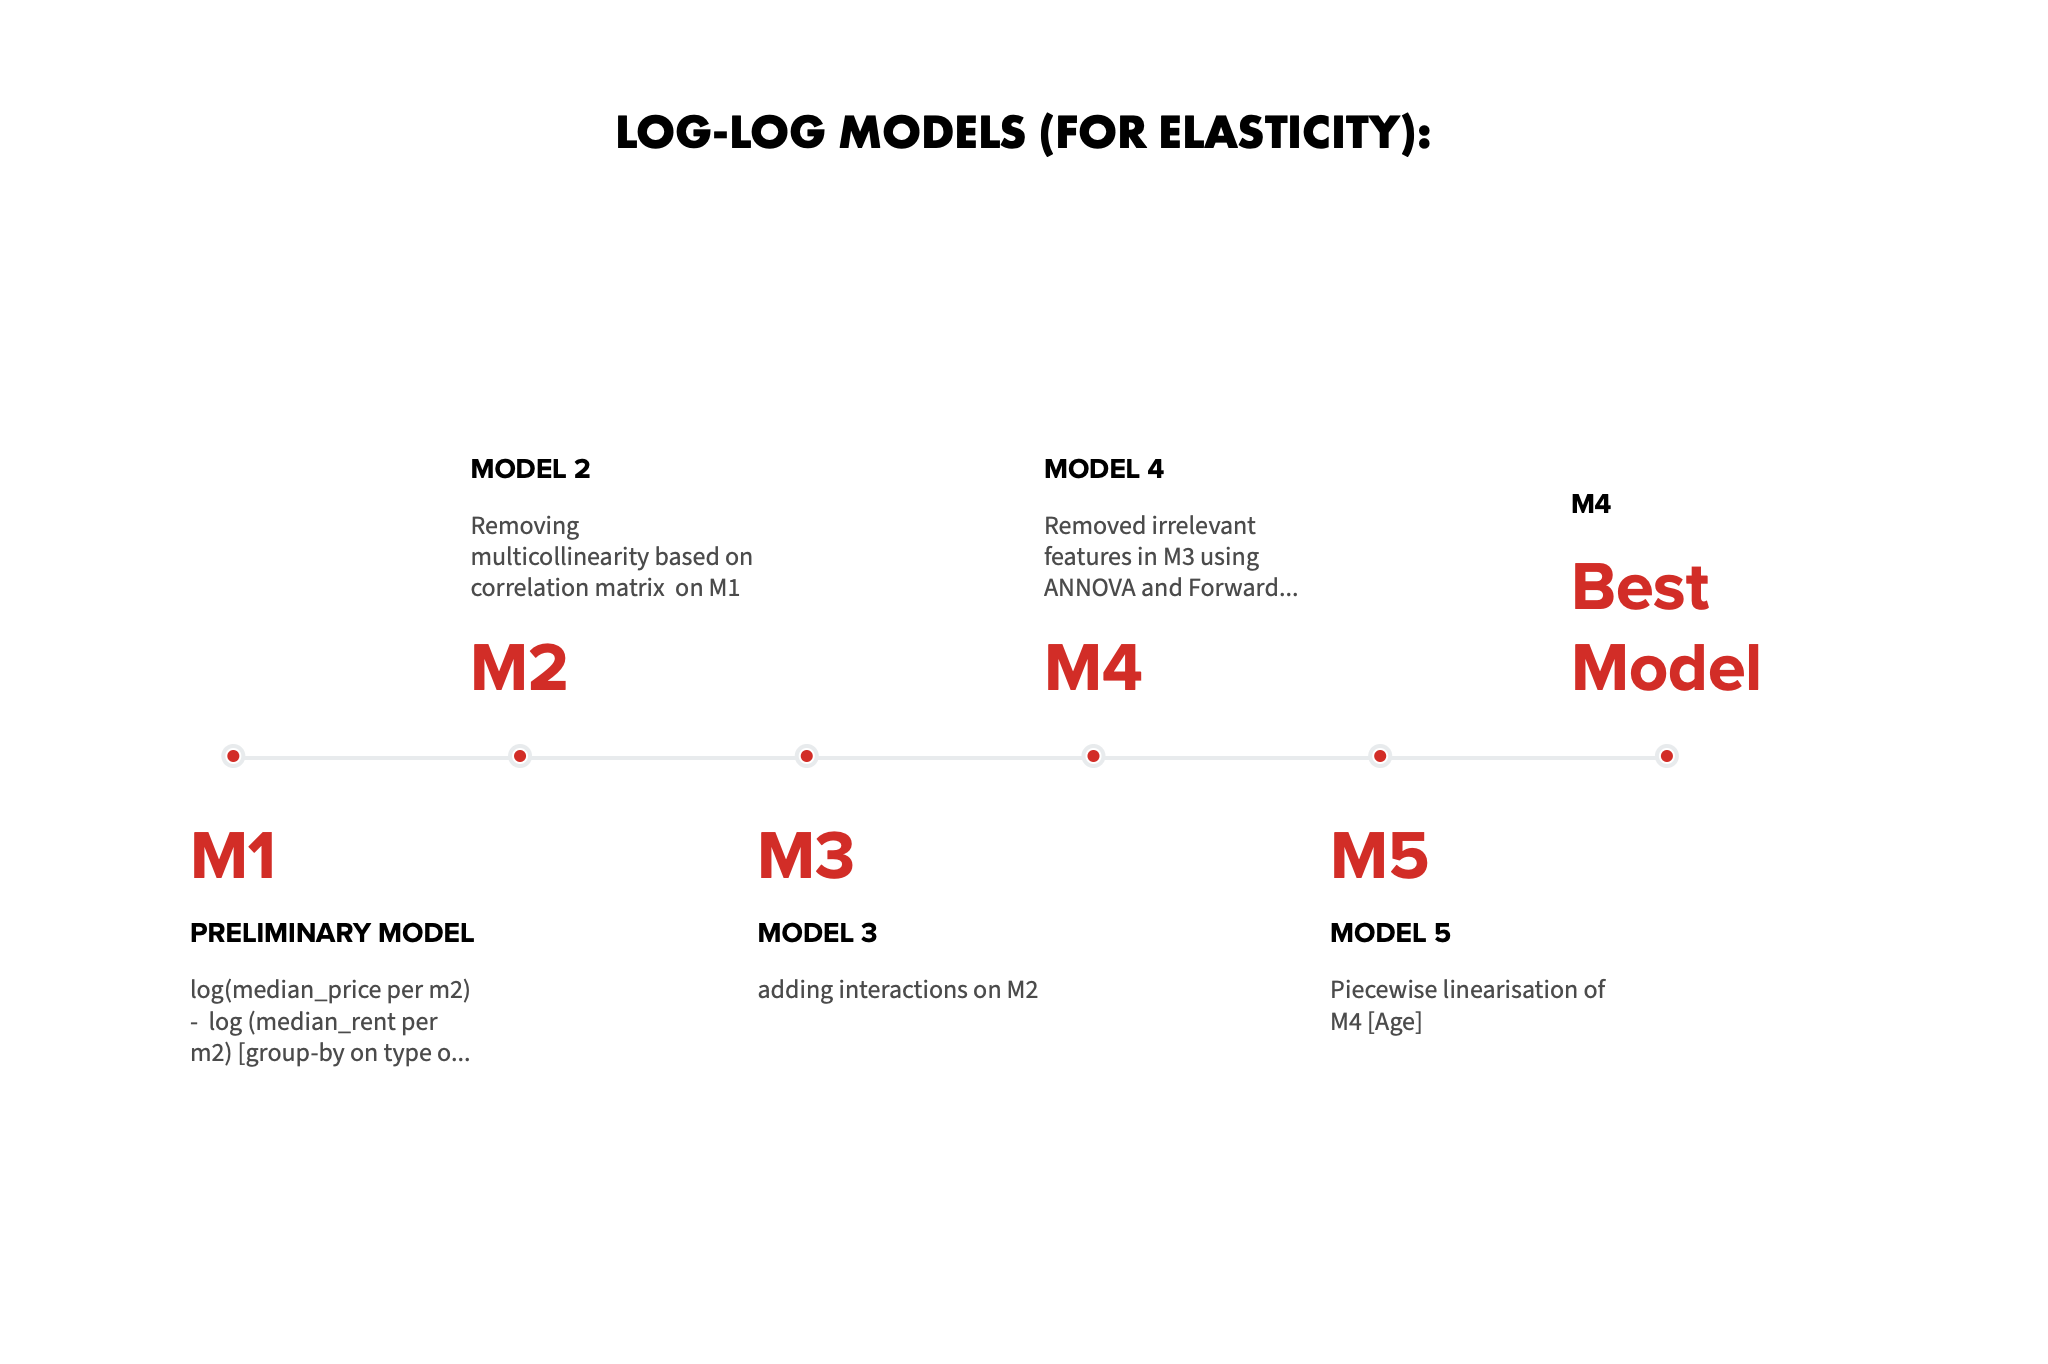 LOG-LOG MODELS (FOR ELASTICITY):
M1
PRELIMINARY MODEL
log(median_price per m2)
- log (median_rent per
m2) [group-by on type o...
MODEL 2
Removing
multicollinearity based on
correlation matrix on M1
M2
M3
MODEL 3
adding interactions on M2
MODEL 4
Removed irrelevant
features in M3 using
ANNOVA and Forward...
M4
M5
MODEL 5
Piecewise linearisation of
M4 [Age]
M4
Best
Model